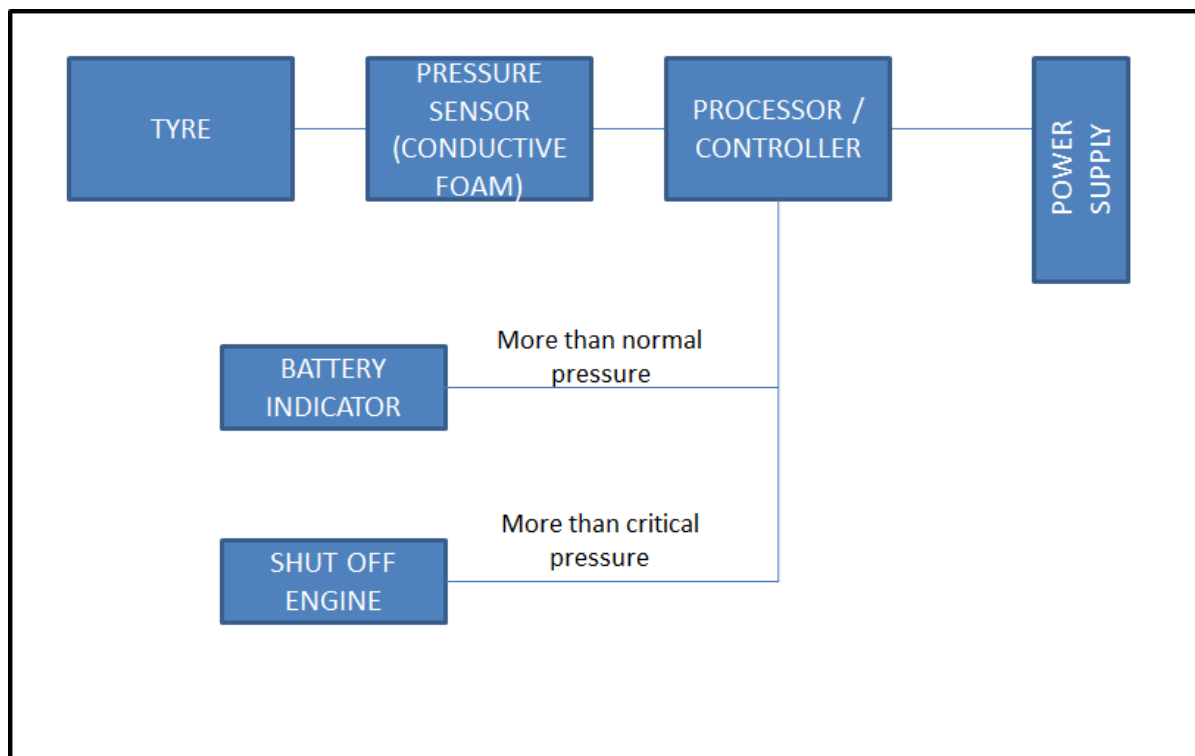 TYRE
PRESSURE
SENSOR
(CONDUCTIVE
FOAM)
PROCESSOR /
CONTROLLER
POWER
SUPPLY
More than normal
pressure
BATTERY
INDICATOR
More than critical
pressure
SHUT OFF
ENGINE